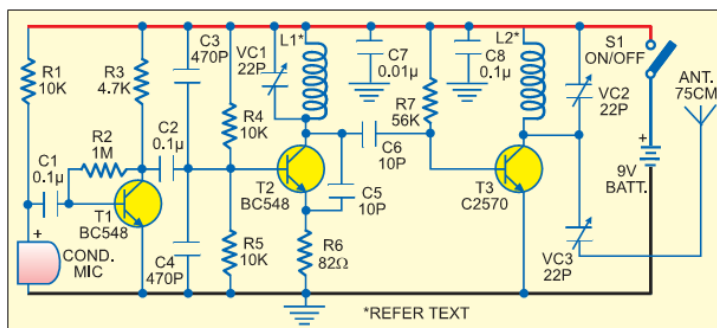 R1
10K
R3
4.7K
C3
470P
VC1
22P
L1*
C7
0.01µ
C8
0.1µ
L2*
S1
ON/OFF
ANT.
75CM
R2
1M
C1
0.1µ
C2
0.1µ
R4
10K
R7
56K
VC2
22P
T1
BC548
T2
BC548
C6
10P
C5
10P
T3
C2570
+
9V
BATT.
+
COND.
MIC
C4
470P
R5
10K
R6
82Ω
VC3
22P
*REFER TEXT